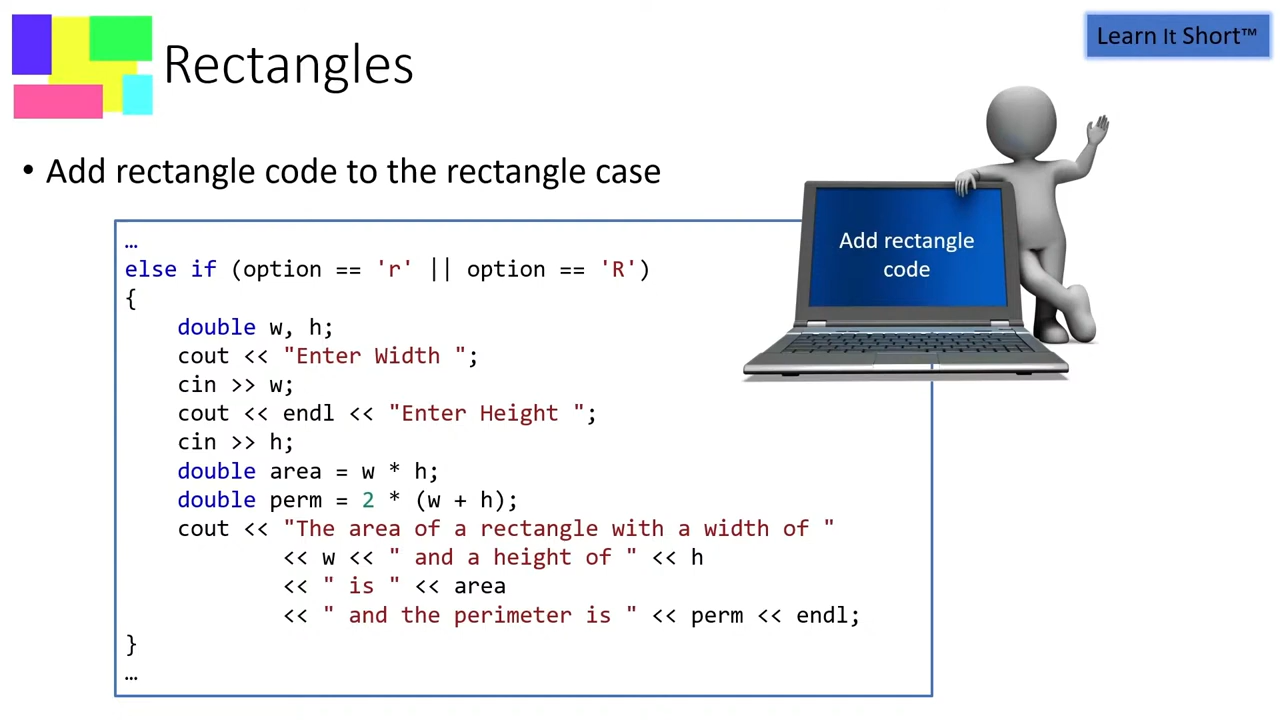 Learn It Short™
Rectangles
• Add rectangle code to the rectangle case
Add rectangle
code
…
else if (option == 'r' || option == 'R')
{
    double w, h;
    cout << "Enter Width ";
    cin >> w;
    cout << endl << "Enter Height ";
    cin >> h;
    double area = w * h;
    double perm = 2 * (w + h);
    cout << "The area of a rectangle with a width of "
            << w << " and a height of " << h
            << " is " << area
            << " and the perimeter is " << perm << endl;
}
…